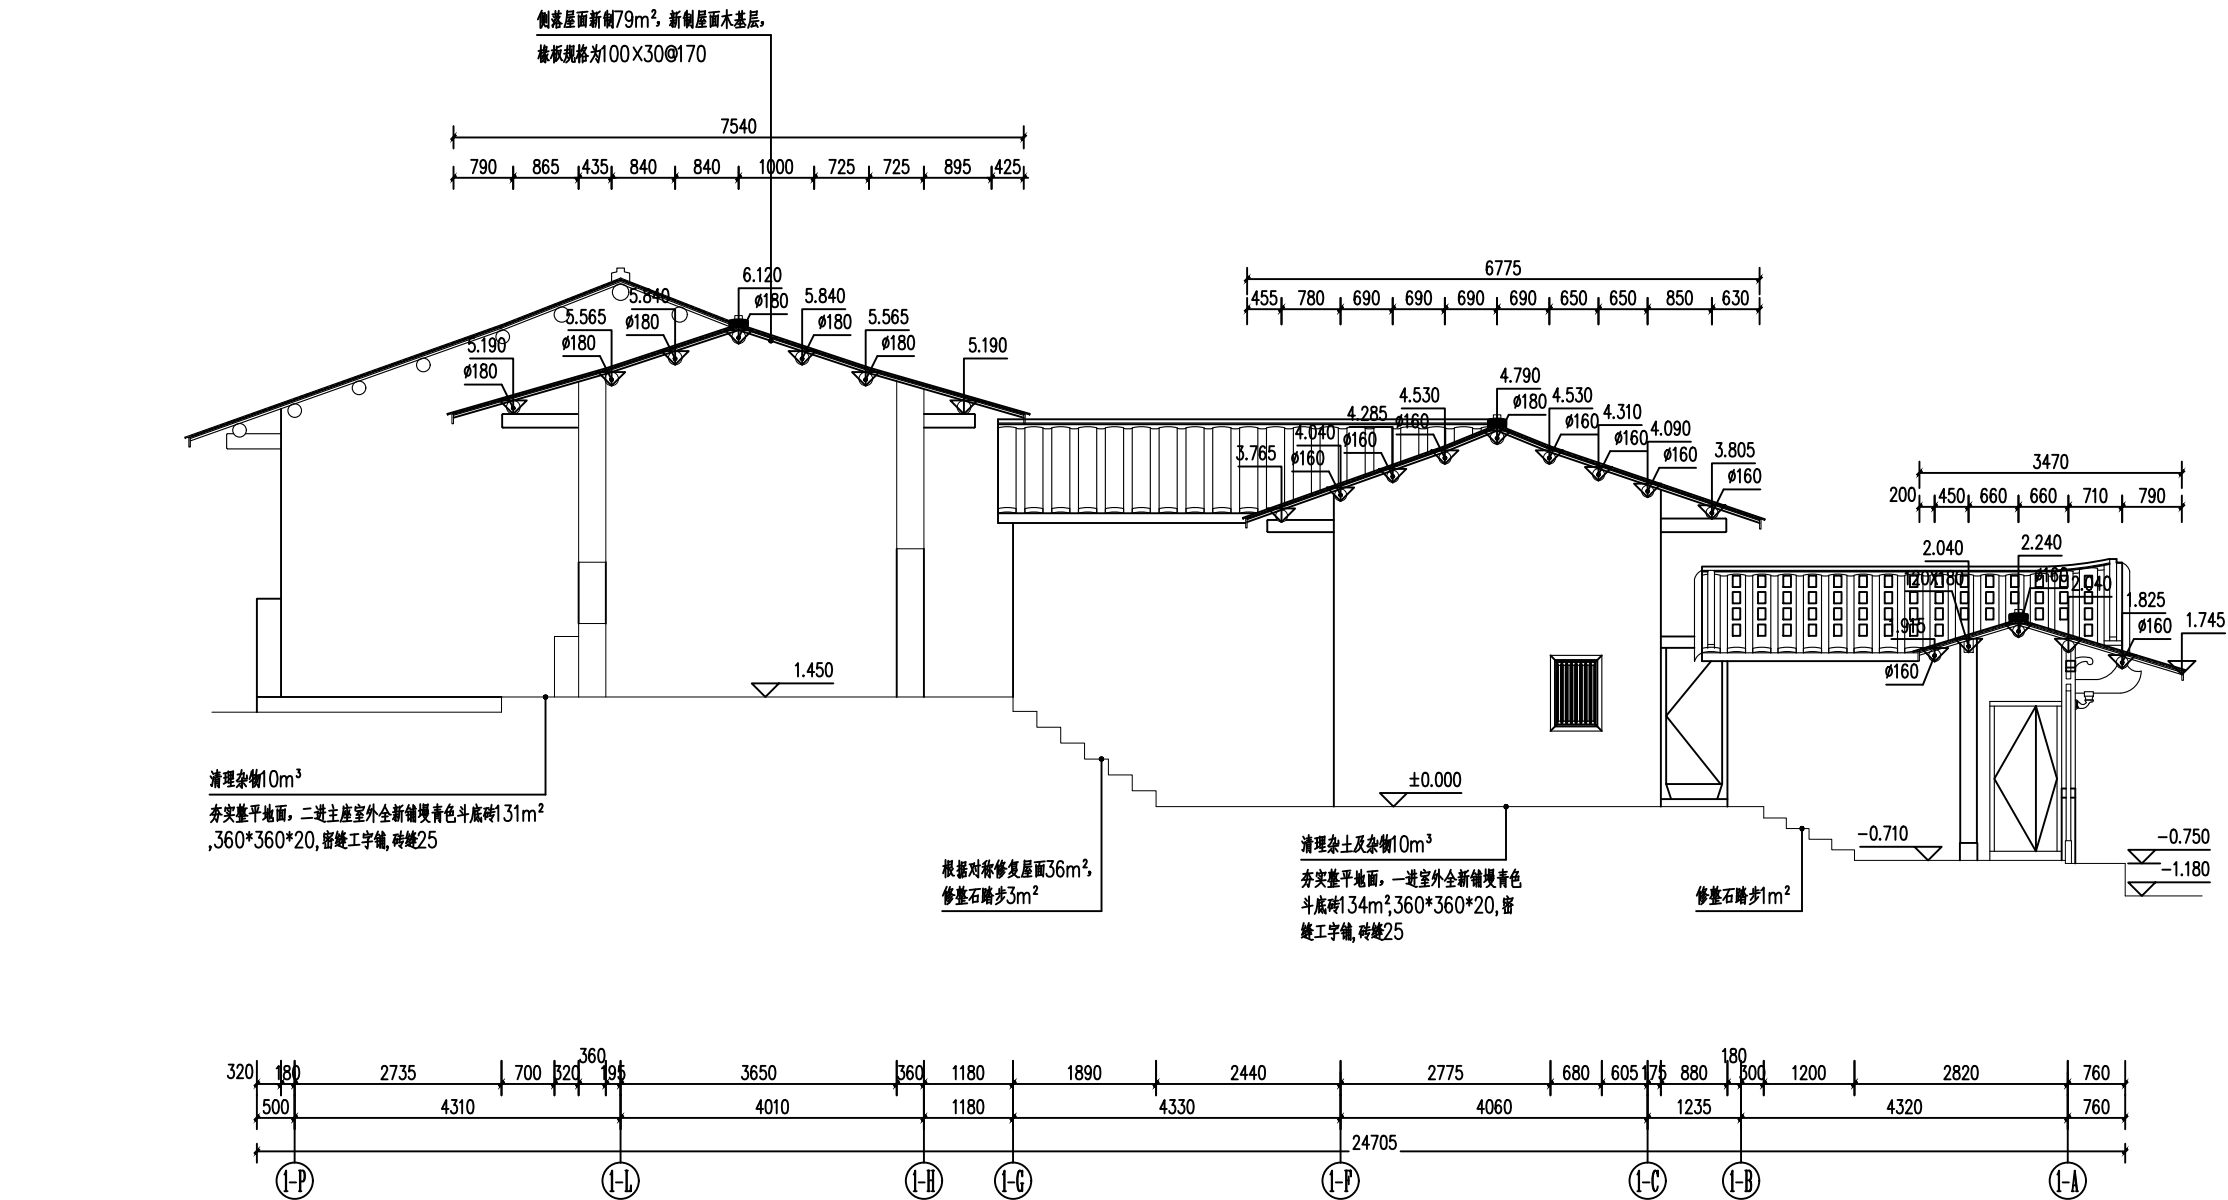 侧落屋面新制79m²，新制屋面木基层，
椽板规格为100×30@170
7540
790 865 435 840 840 1000 725 725 895 425
6775
455 780 690 690 690 690 650 650 850 630
3470
200 450 660 660 710 790
6.120
ø180
5.840
ø180
5.840
ø180
5.565
ø180
5.565
ø180
5.190
ø180
5.190
4.790
ø180
4.530
ø160
4.530
ø160
4.285
ø160
4.310
ø160
4.040
ø160
4.090
ø160
3.765
3.805
ø160
2.040
120X180
2.240
ø160
2.040
1.825
ø160
1.745
1.915
ø160
1.450
±0.000
-0.710
-0.750
-1.180
清理杂物10m³
夯实整平地面，二进主座室外全新铺墁青色斗底砖131m²
,360*360*20,密缝工字铺,砖缝25
根据对称修复屋面36m²，
修整石踏步3m²
清理杂土及杂物10m³
夯实整平地面，一进室外全新铺墁青色
斗底砖134m²,360*360*20,密
缝工字铺,砖缝25
修整石踏步1m²
320 180 2735 700 320 360 195 3650 360 1180 1890 2440 2775 680 605 175 880 180 300 1200 2820 760
500 4310 4010 1180 4330 4060 1235 4320 760
24705
1-P 1-L 1-H 1-G 1-F 1-C 1-B 1-A